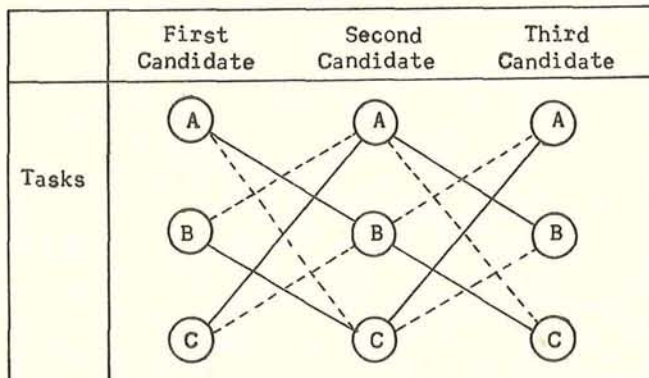 First Second Third
Candidate Candidate Candidate
A A A
Tasks
B B B
C C C